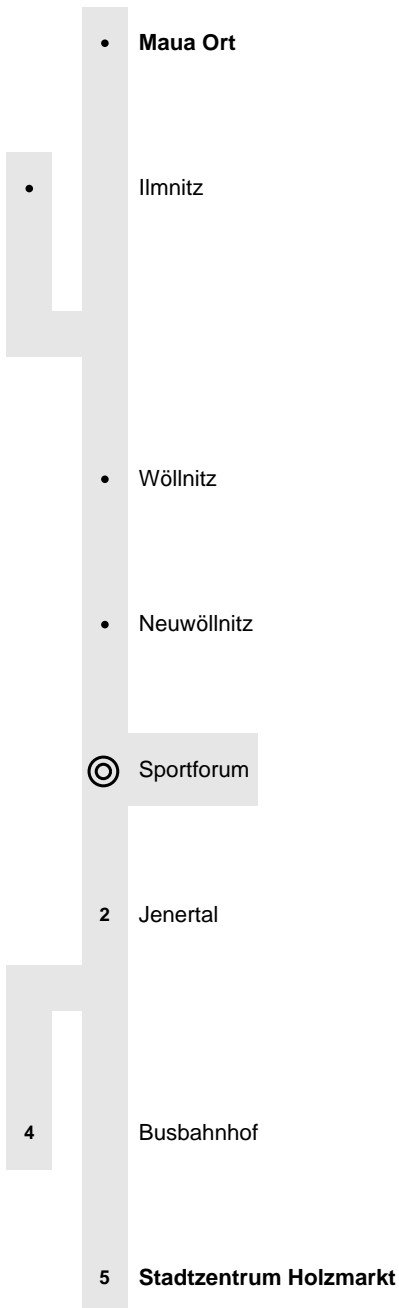 Maua Ort
Ilmnitz
Wöllnitz
Neuwöllnitz
Sportforum
2 Jenertal
4 Busbahnhof
5 Stadtzentrum Holzmarkt